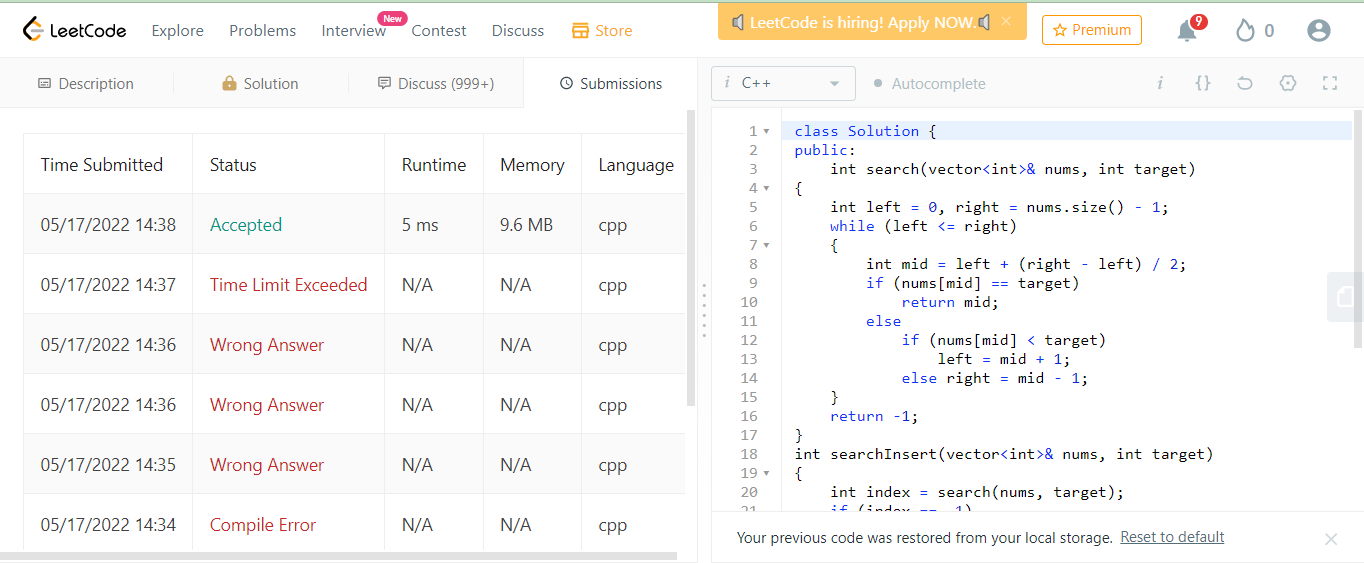 LeetCode Explore Problems Interview New Contest Discuss Store LeetCode is hiring! Apply NOW. × Premium 9 0
Description Solution Discuss (999+) Submissions
i C++ Autocomplete i {}
Time Submitted Status Runtime Memory Language
05/17/2022 14:38 Accepted 5 ms 9.6 MB cpp
05/17/2022 14:37 Time Limit Exceeded N/A N/A cpp
05/17/2022 14:36 Wrong Answer N/A N/A cpp
05/17/2022 14:36 Wrong Answer N/A N/A cpp
05/17/2022 14:35 Wrong Answer N/A N/A cpp
05/17/2022 14:34 Compile Error N/A N/A cpp
1 class Solution {
2 public:
3 int search(vector<int>& nums, int target)
4 {
5 int left = 0, right = nums.size() - 1;
6 while (left <= right)
7 {
8 int mid = left + (right - left) / 2;
9 if (nums[mid] == target)
10 return mid;
11 else
12 if (nums[mid] < target)
13 left = mid + 1;
14 else right = mid - 1;
15 }
16 return -1;
17 }
18 int searchInsert(vector<int>& nums, int target)
19 {
20 int index = search(nums, target);
21 if (index == -1)
Your previous code was restored from your local storage. Reset to default ×